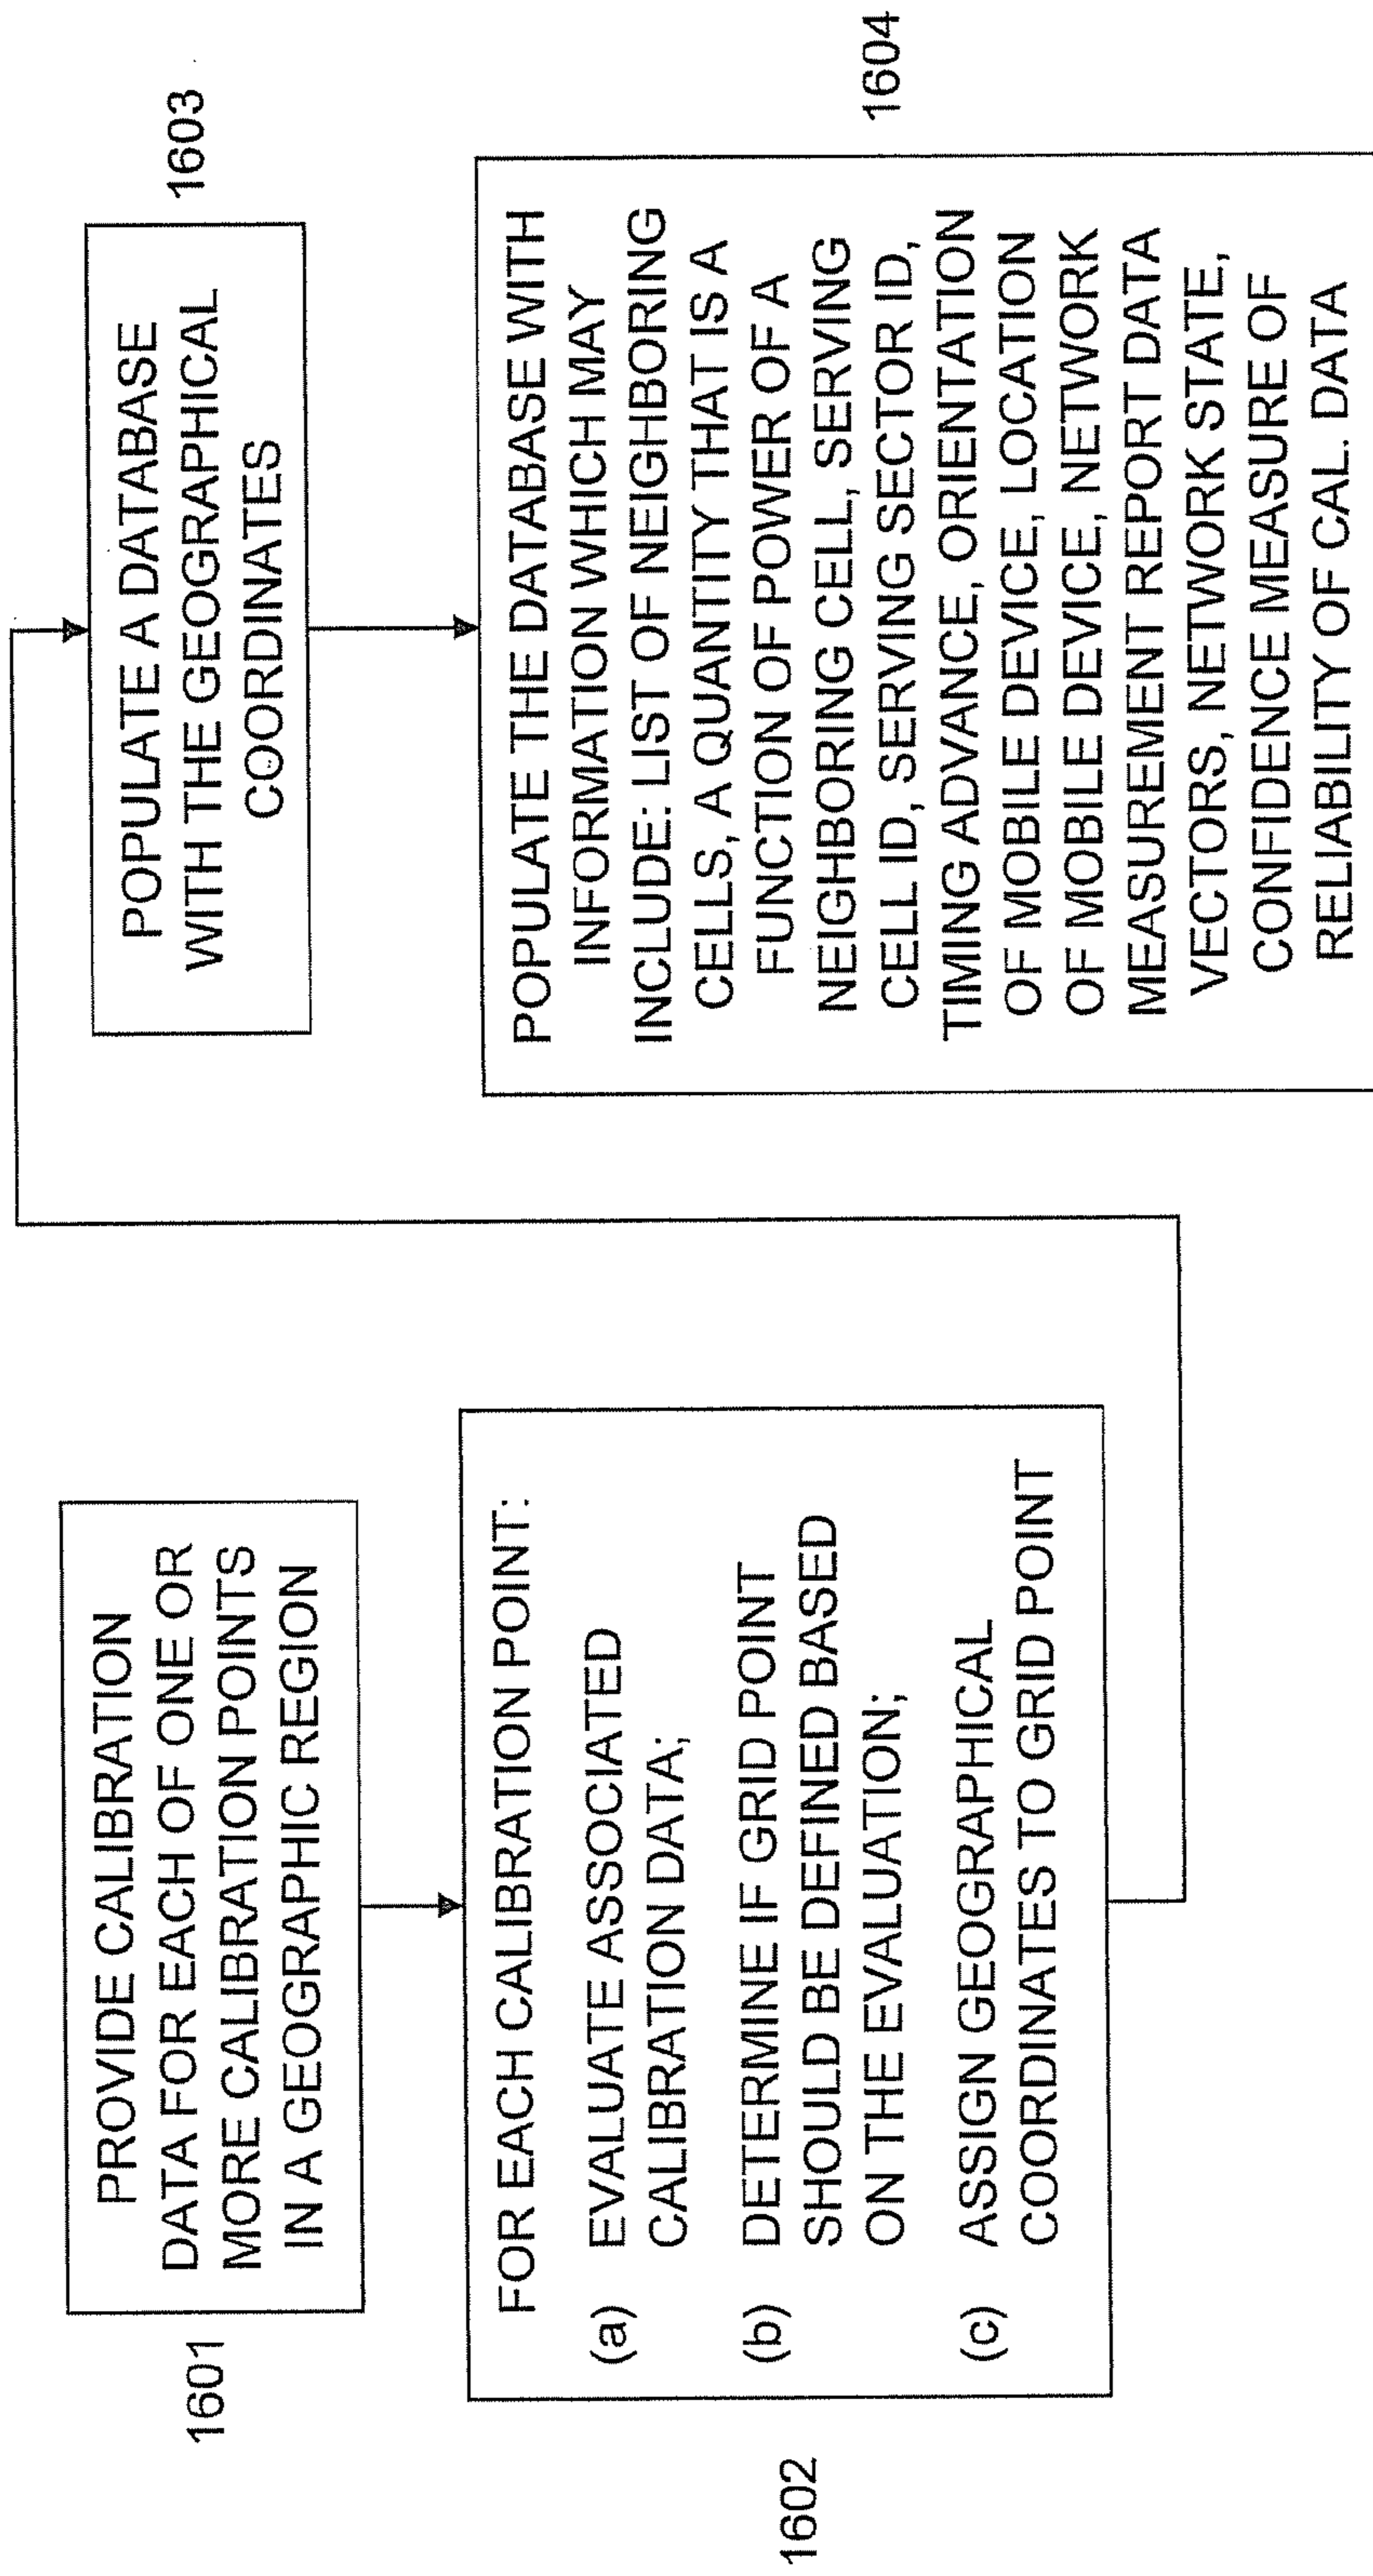 1601
PROVIDE CALIBRATION
DATA FOR EACH OF ONE OR
MORE CALIBRATION POINTS
IN A GEOGRAPHIC REGION
1602
FOR EACH CALIBRATION POINT:
(a) EVALUATE ASSOCIATED
CALIBRATION DATA;
(b) DETERMINE IF GRID POINT
SHOULD BE DEFINED BASED
ON THE EVALUATION;
(c) ASSIGN GEOGRAPHICAL
COORDINATES TO GRID POINT
1603
POPULATE A DATABASE
WITH THE GEOGRAPHICAL
COORDINATES
1604
POPULATE THE DATABASE WITH
INFORMATION WHICH MAY
INCLUDE: LIST OF NEIGHBORING
CELLS, A QUANTITY THAT IS A
FUNCTION OF POWER OF A
NEIGHBORING CELL, SERVING
CELL ID, SERVING SECTOR ID,
TIMING ADVANCE, ORIENTATION
OF MOBILE DEVICE, LOCATION
OF MOBILE DEVICE, NETWORK
MEASUREMENT REPORT DATA
VECTORS, NETWORK STATE,
CONFIDENCE MEASURE OF
RELIABILITY OF CAL. DATA